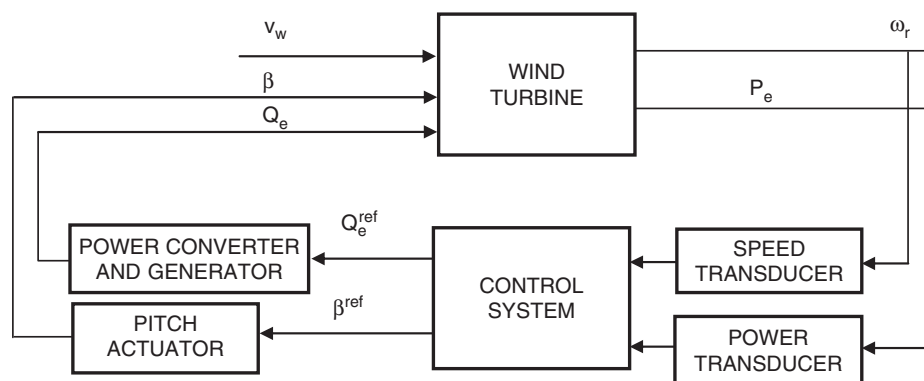 v_w
ω_r
WIND
TURBINE
β
P_e
Q_e
Q_e^ref
POWER CONVERTER
AND GENERATOR
SPEED
TRANSDUCER
CONTROL
SYSTEM
β^ref
PITCH
ACTUATOR
POWER
TRANSDUCER